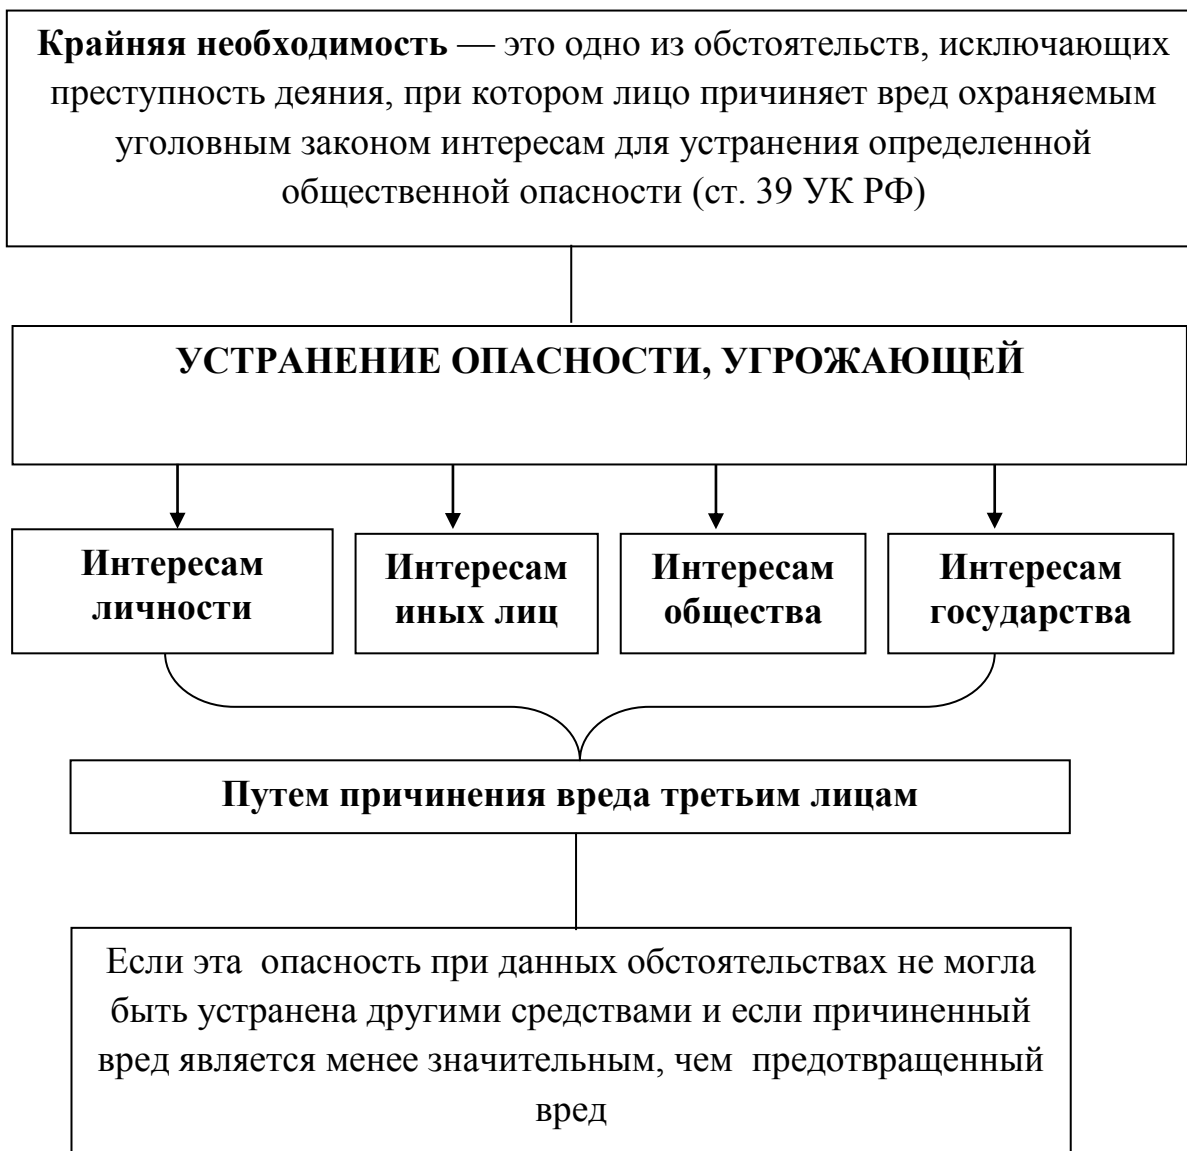 Крайняя необходимость — это одно из обстоятельств, исключающих
преступность деяния, при котором лицо причиняет вред охраняемым
уголовным законом интересам для устранения определенной
общественной опасности (ст. 39 УК РФ)
УСТРАНЕНИЕ ОПАСНОСТИ, УГРОЖАЮЩЕЙ
Интересам
личности
Интересам
иных лиц
Интересам
общества
Интересам
государства
Путем причинения вреда третьим лицам
Если эта опасность при данных обстоятельствах не могла
быть устранена другими средствами и если причиненный
вред является менее значительным, чем предотвращенный
вред